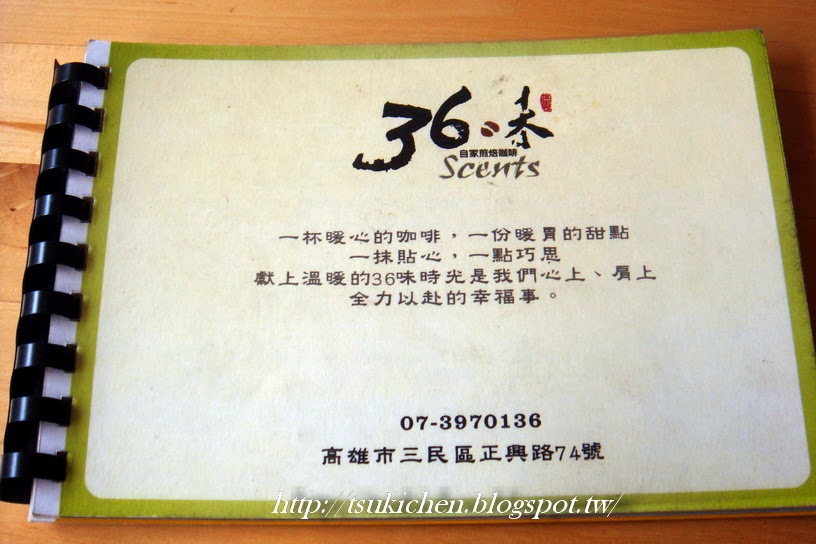 36味
自家煎焙咖啡
Scents
一杯暖心的咖啡，一份暖胃的甜點
一抹貼心，一點巧思
獻上溫暖的36味時光是我們心上、肩上
全力以赴的幸福事。
07-3970136
高雄市三民區正興路74號
http://tsukichen.blogspot.tw/